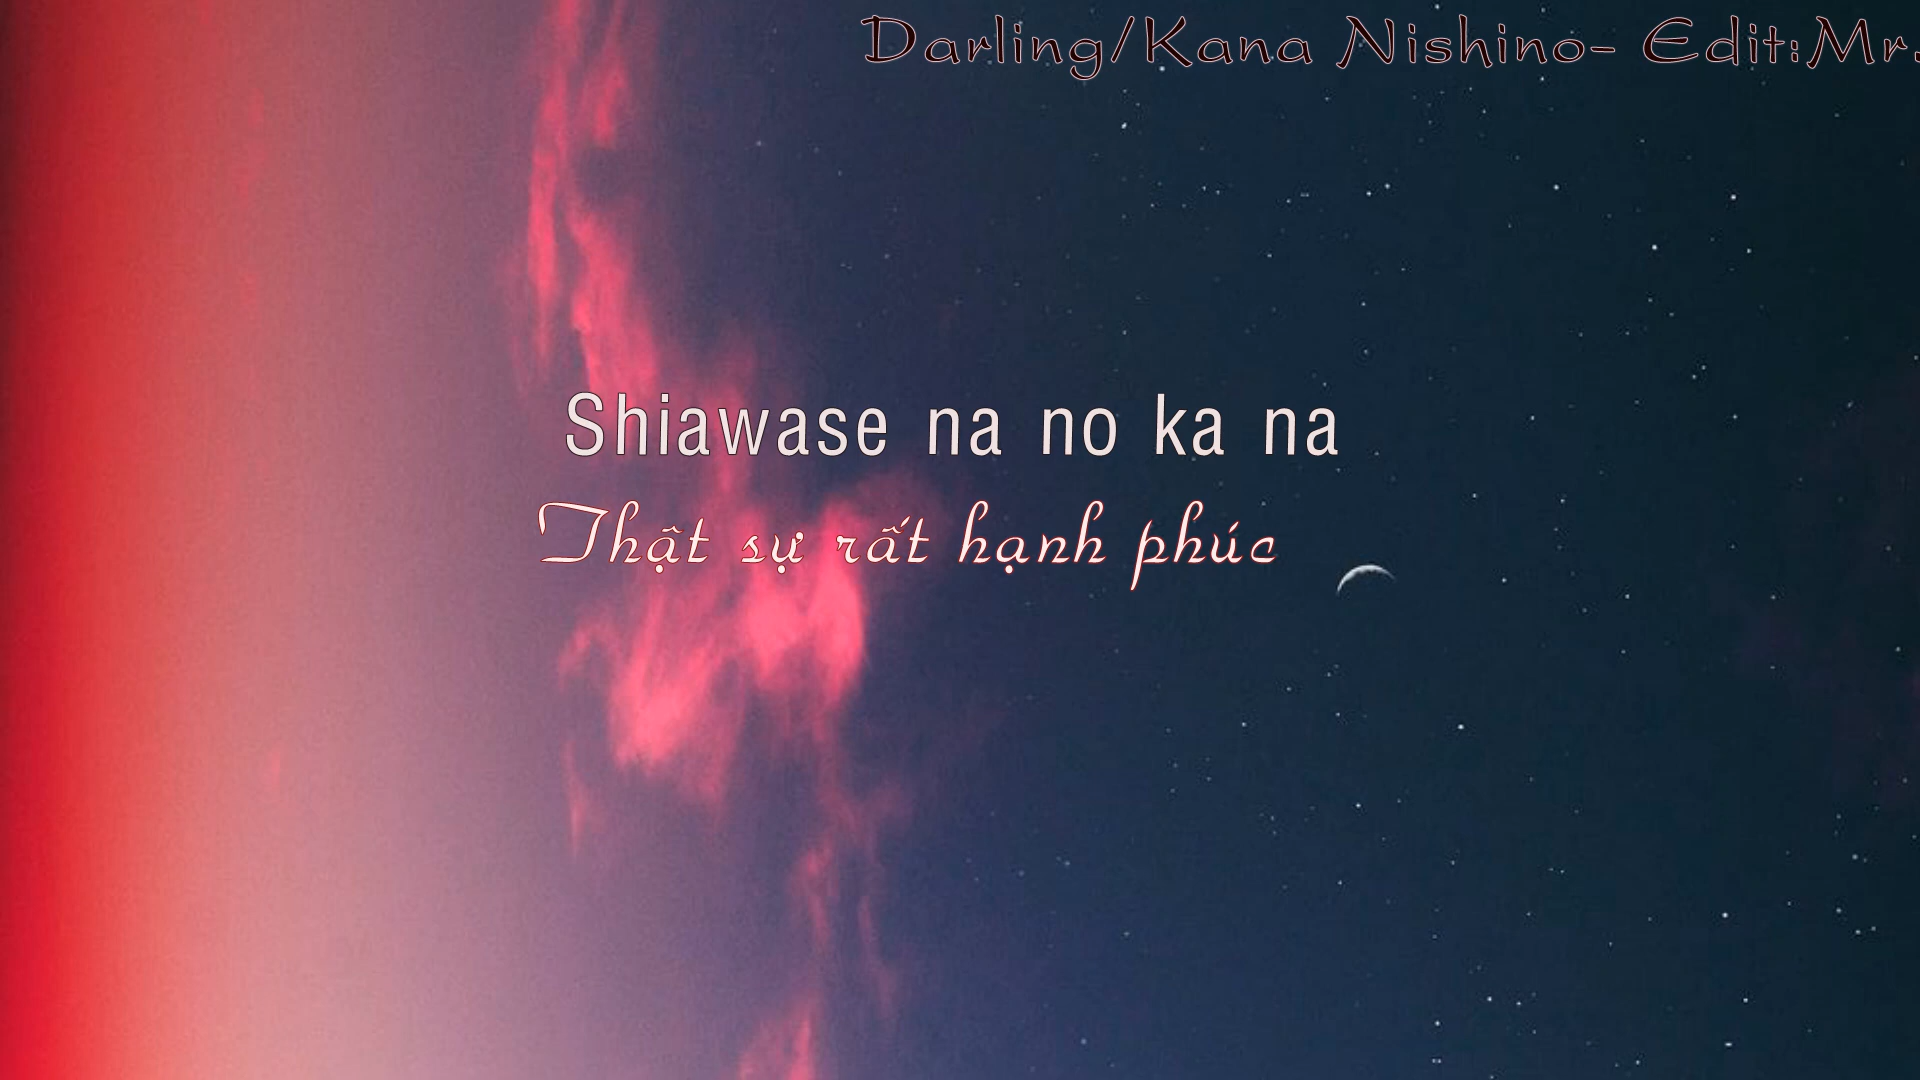 Darling/Kana Nishino- Edit:Mr.
Shiawase na no ka na
Thật sự rất hạnh phúc